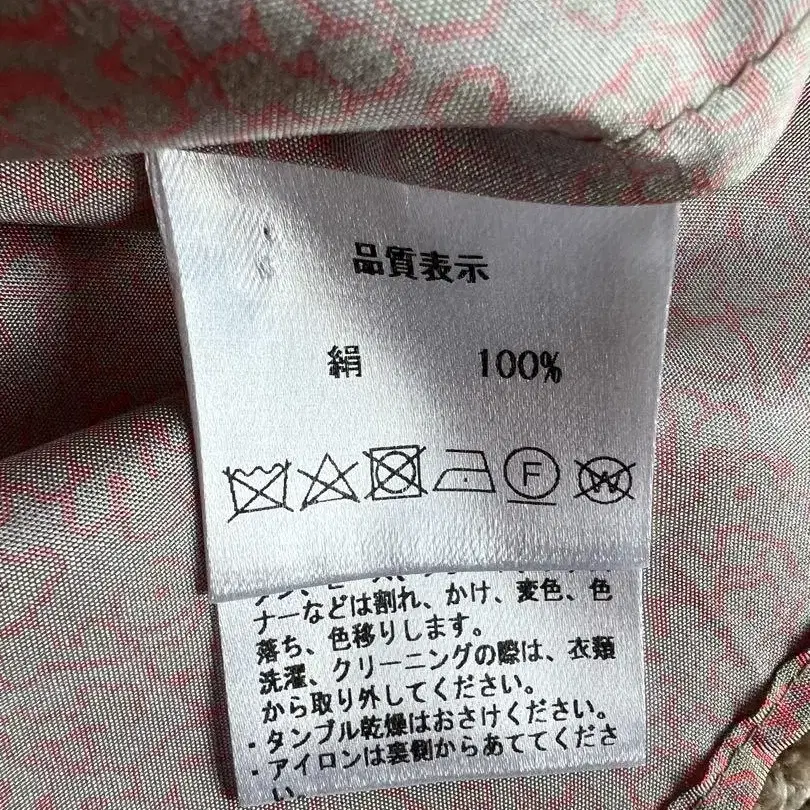 品質表示
絹 100%
F
W
ナーなどは割れ、かけ、変色、色
落ち、色移りします。
洗濯、クリーニングの際は、衣類
から取り外してください。
・タンブル乾燥はおさけください。
・アイロンは裏側からあててくださ
い。